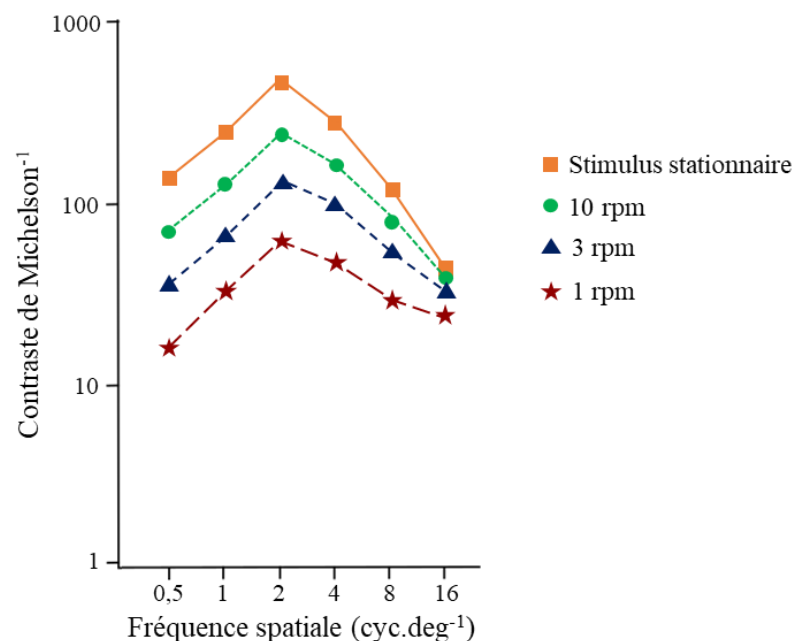 1000
100
10
1
Contraste de Michelson⁻¹
0,5 1 2 4 8 16
Fréquence spatiale (cyc.deg⁻¹)
Stimulus stationnaire
10 rpm
3 rpm
1 rpm